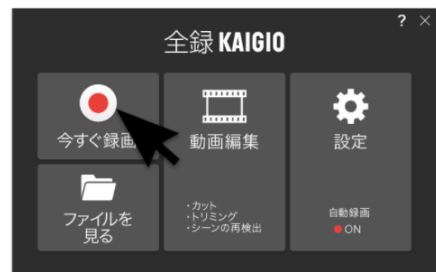 ? ×
全録 KAIGIO
今すぐ録画
動画編集
設定
ファイルを
見る
・カット
・トリミング
・シーンの再検出
自動録画
ON